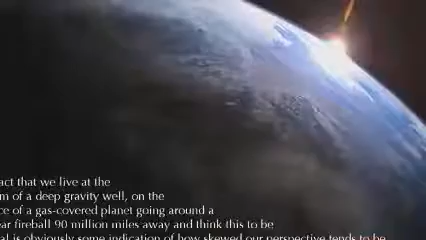 act that we live at the
m of a deep gravity well, on the
ce of a gas-covered planet going around a
ear fireball 90 million miles away and think this to be
al is obviously some indication of how skewed our perspective tends to be